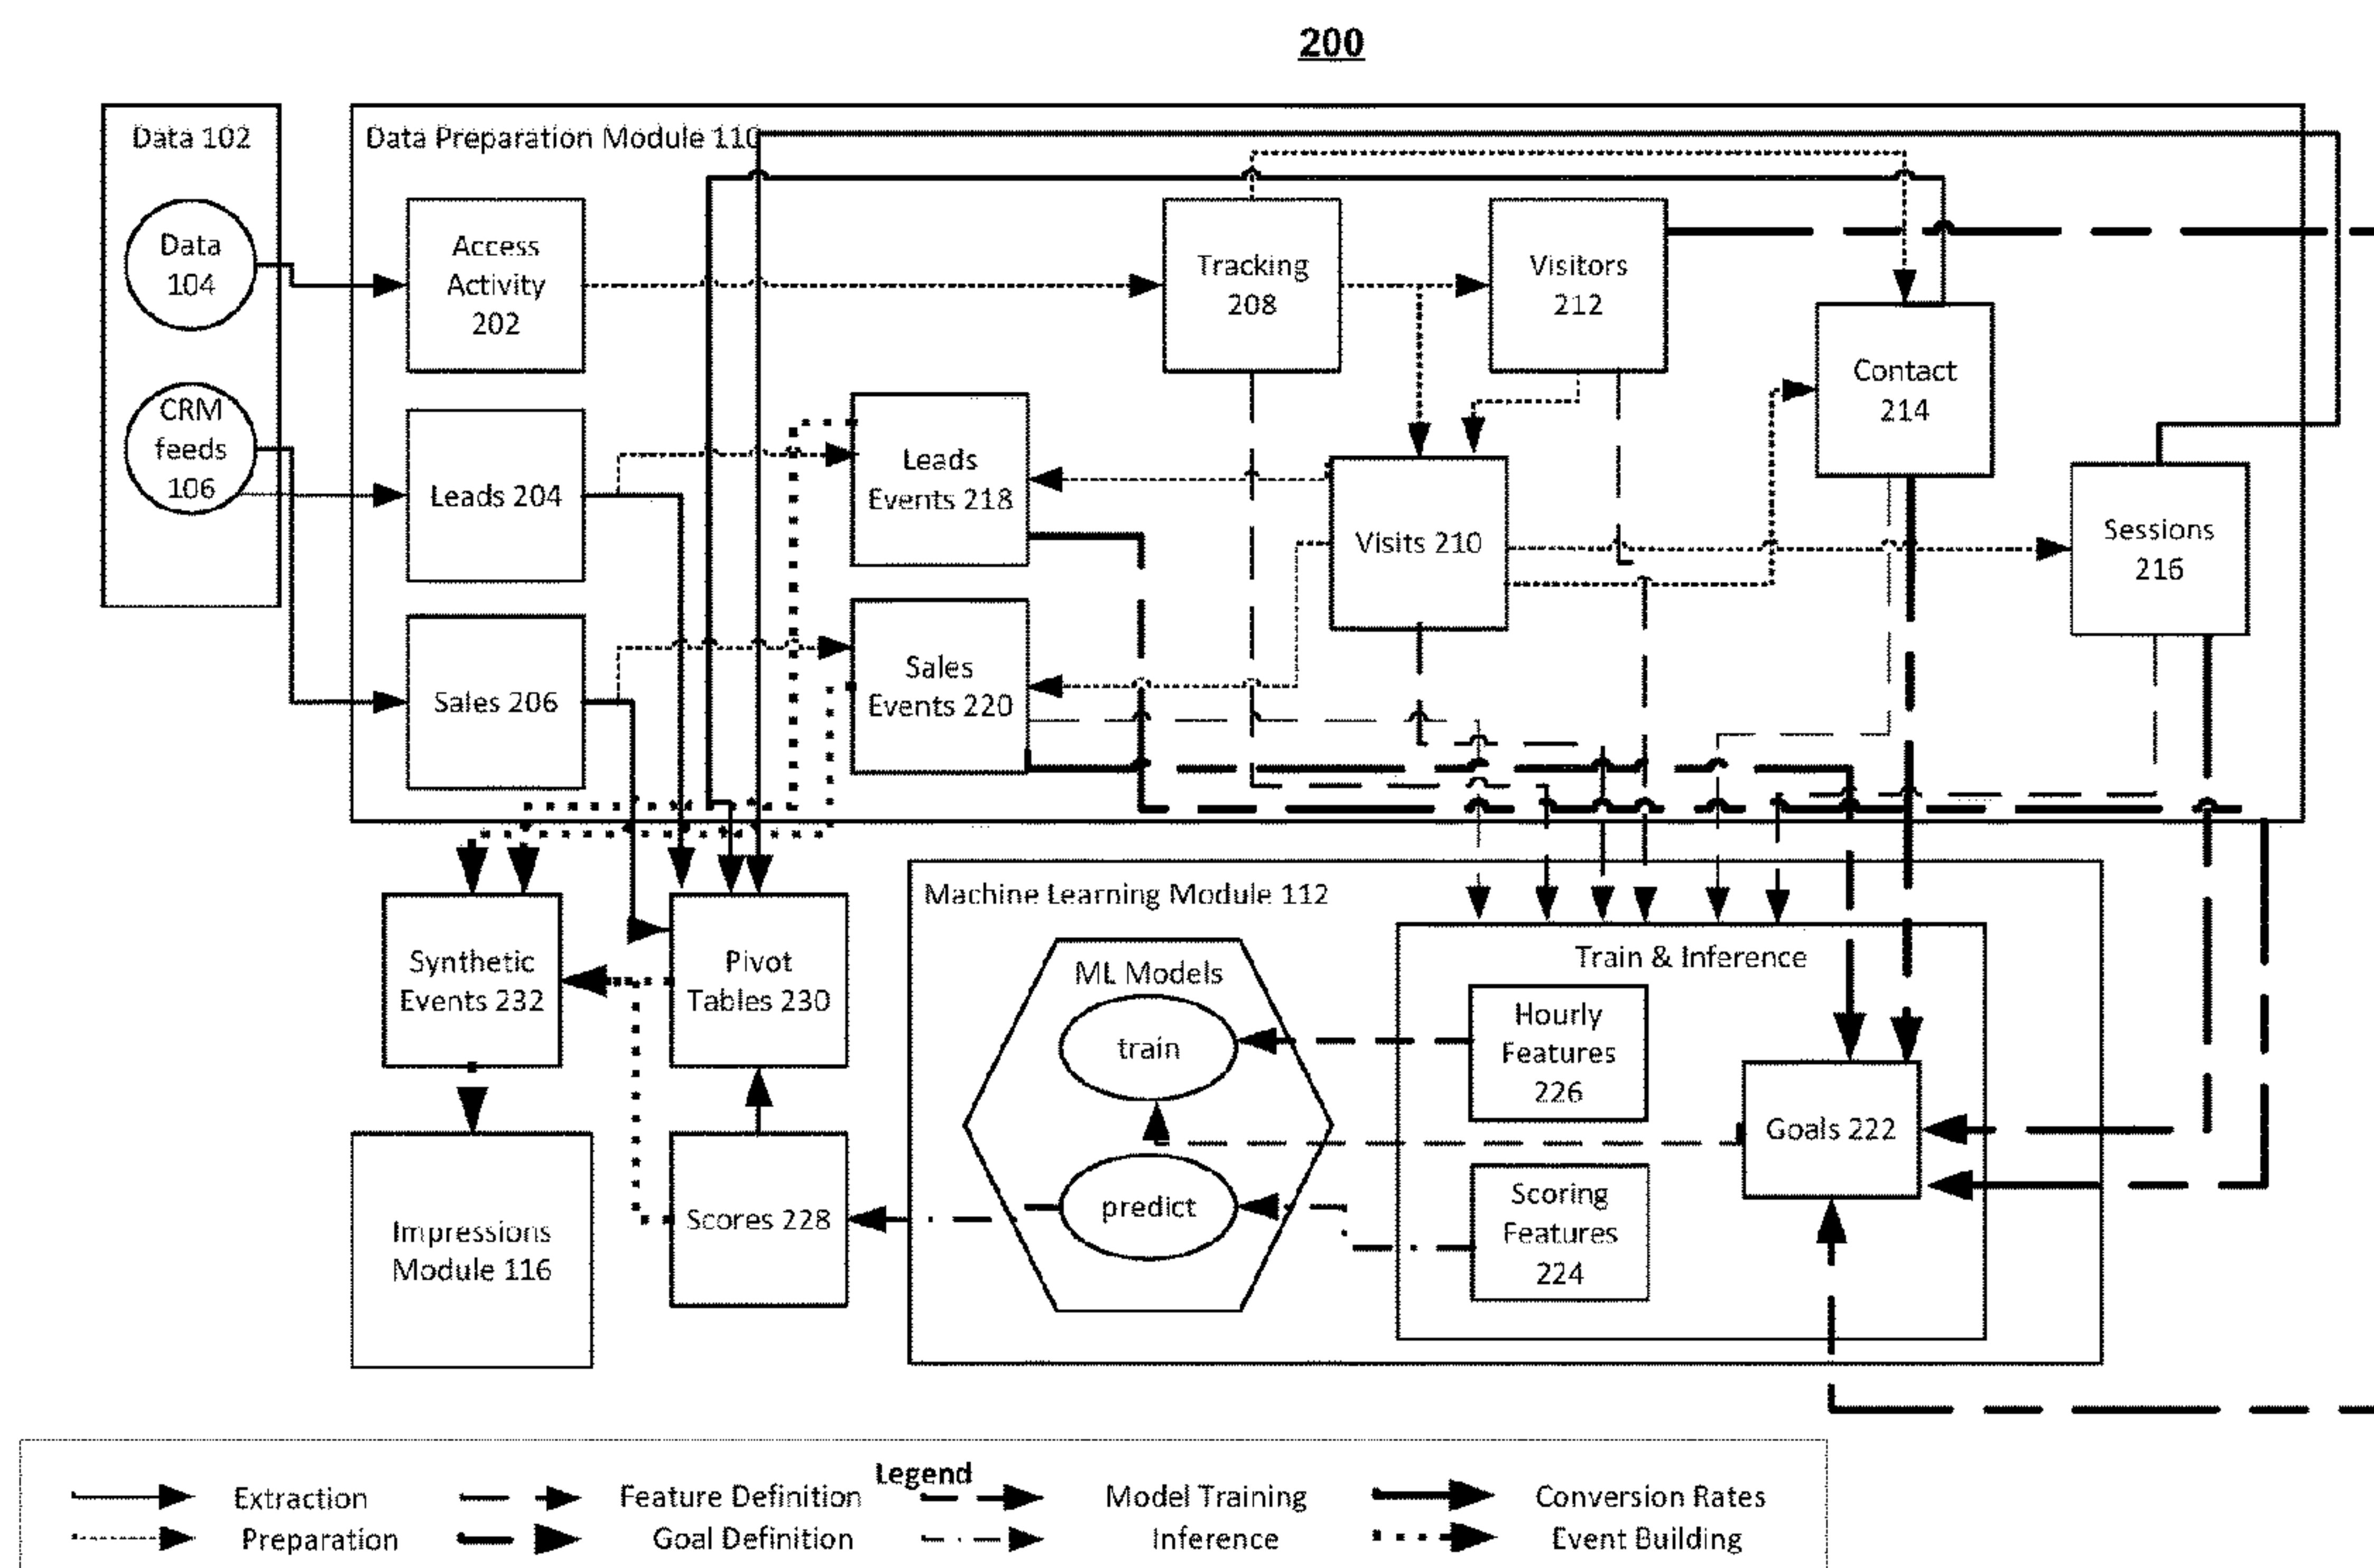 200
Data 102
Data
104
CRM
feeds
106
Data Preparation Module 110
Access
Activity
202
Leads 204
Sales 206
Leads
Events 218
Sales
Events 220
Tracking
208
Visitors
212
Visits 210
Contact
214
Sessions
216
Synthetic
Events 232
Pivot
Tables 230
Impressions
Module 116
Scores 228
Machine Learning Module 112
ML Models
train
predict
Train & Inference
Hourly
Features
226
Scoring
Features
224
Goals 222
Legend
Extraction
Feature Definition
Model Training
Conversion Rates
Preparation
Goal Definition
Inference
Event Building